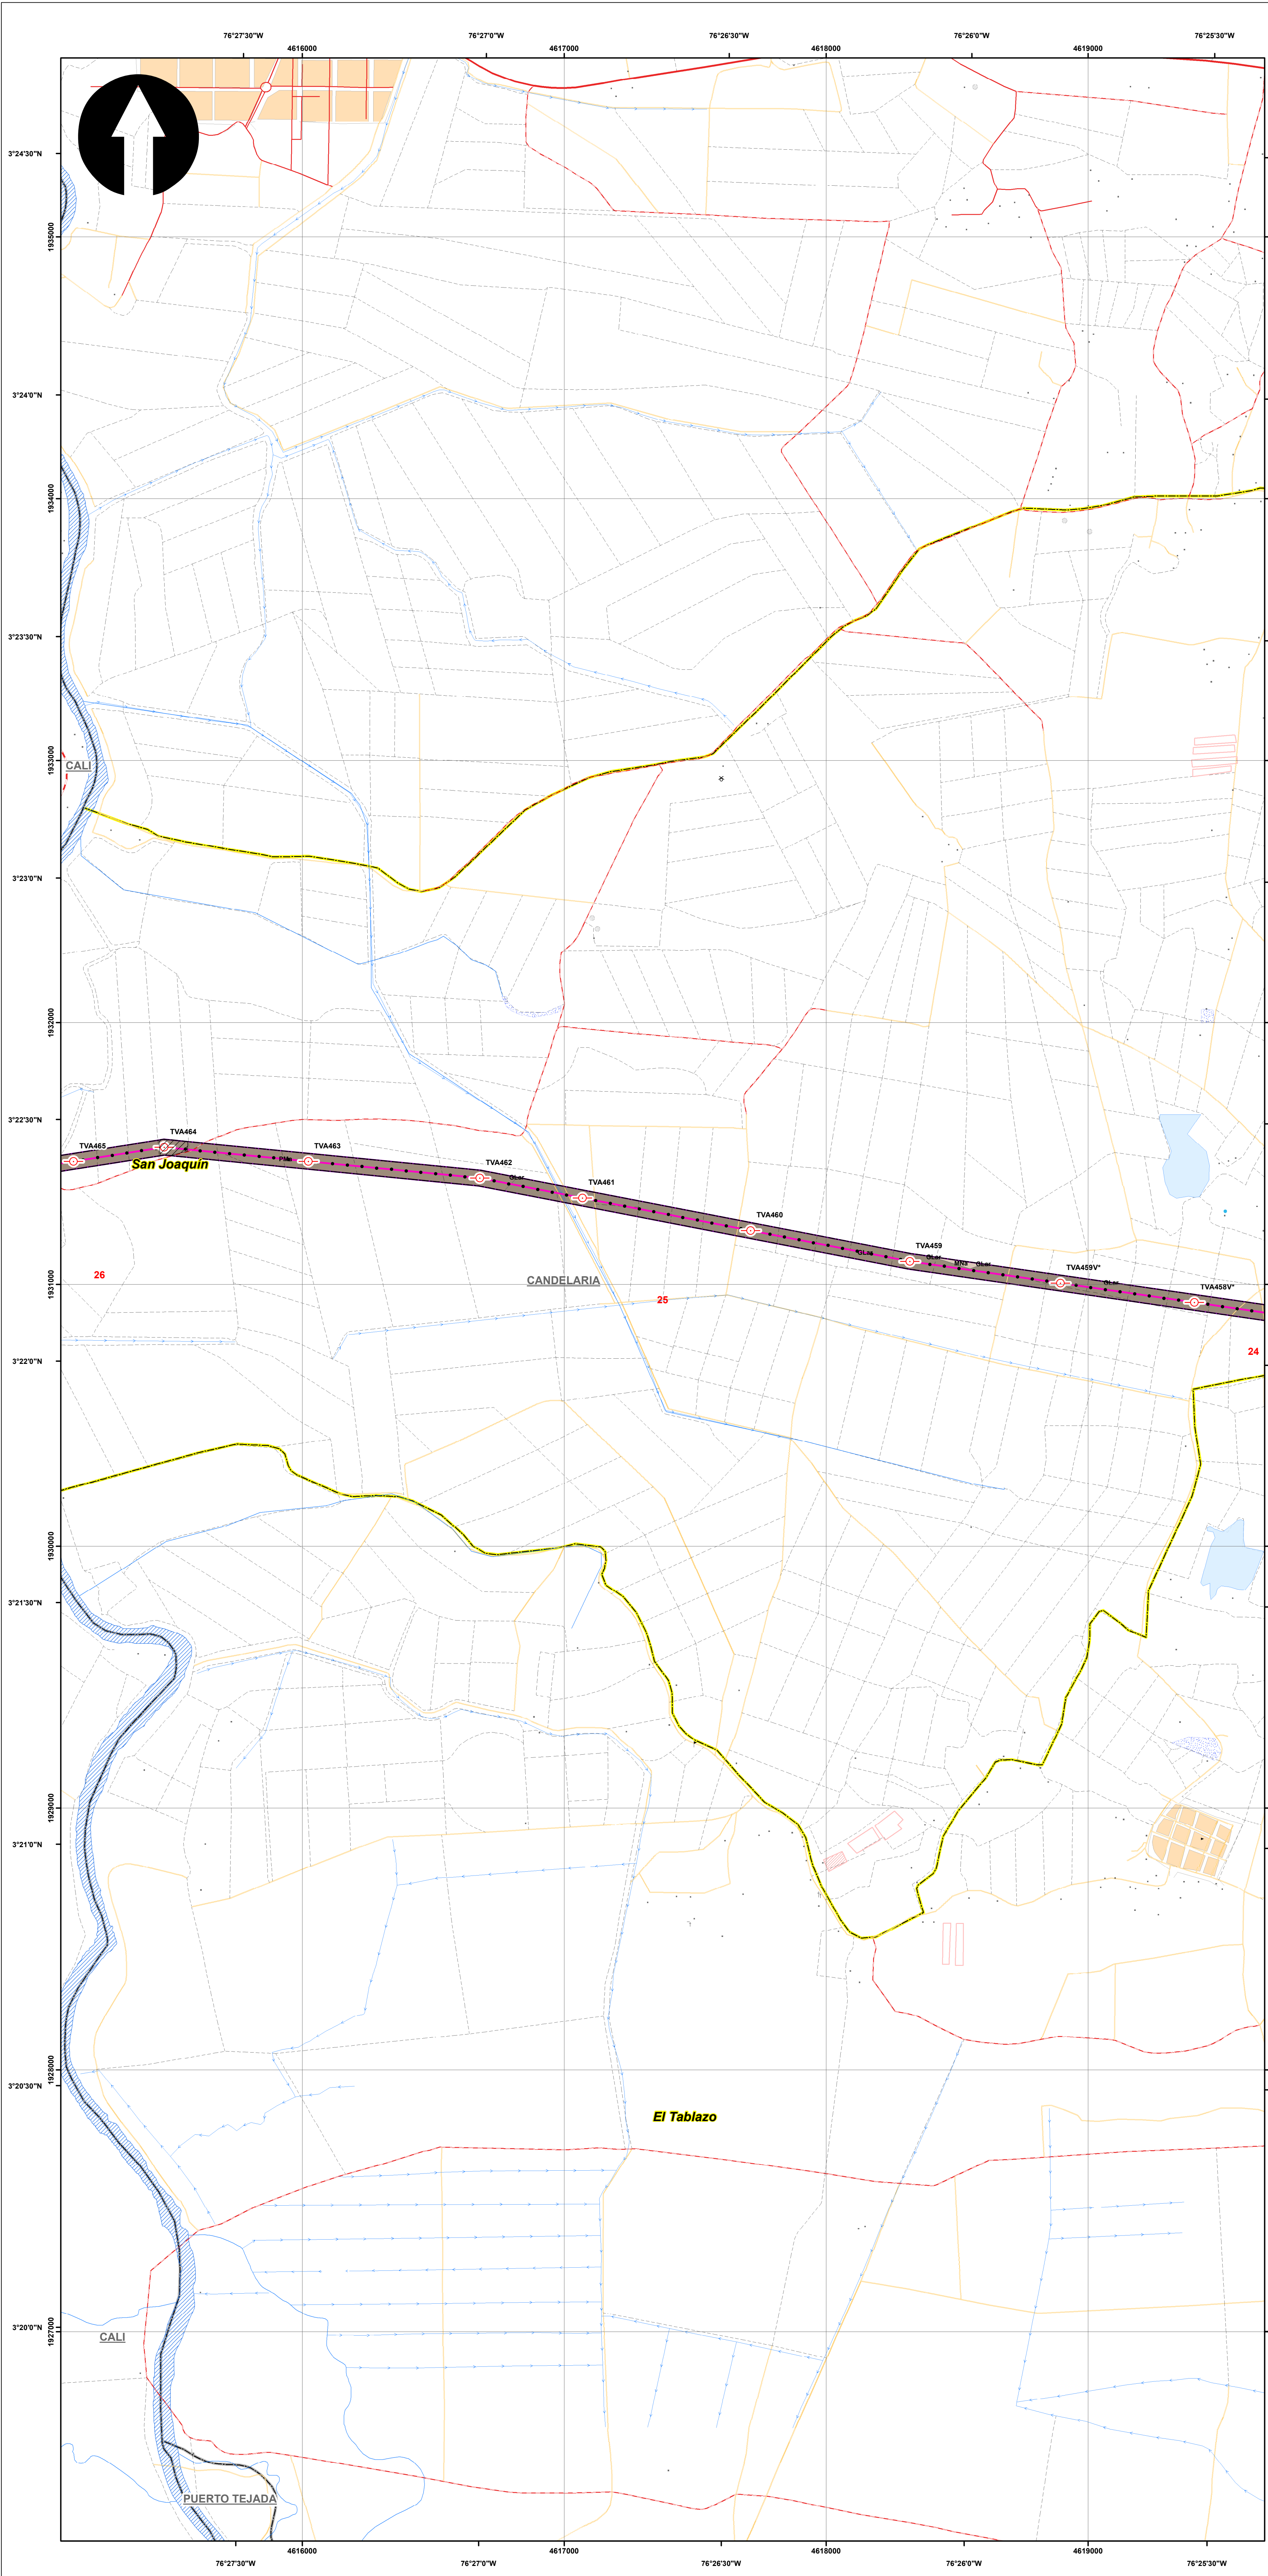 76°27'30"W 76°27'0"W 76°26'30"W 76°26'0"W 76°25'30"W
4616000 4617000 4618000 4619000
3°24'30"N
1935000
3°24'0"N
1934000
3°23'30"N
1933000
CALI
3°23'0"N
1932000
3°22'30"N
TVA465
TVA464
TVA463
TVA462
TVA461
TVA460
TVA459
TVA459V*
TVA458V*
San Joaquín
GLar
GLar
MNa
GLar
GLar
26
CANDELARIA
1931000
25
24
3°22'0"N
1930000
3°21'30"N
1929000
3°21'0"N
1928000
3°20'30"N
El Tablazo
3°20'0"N
1927000
CALI
PUERTO TEJADA
4616000 4617000 4618000 4619000
76°27'30"W 76°27'0"W 76°26'30"W 76°26'0"W 76°25'30"W